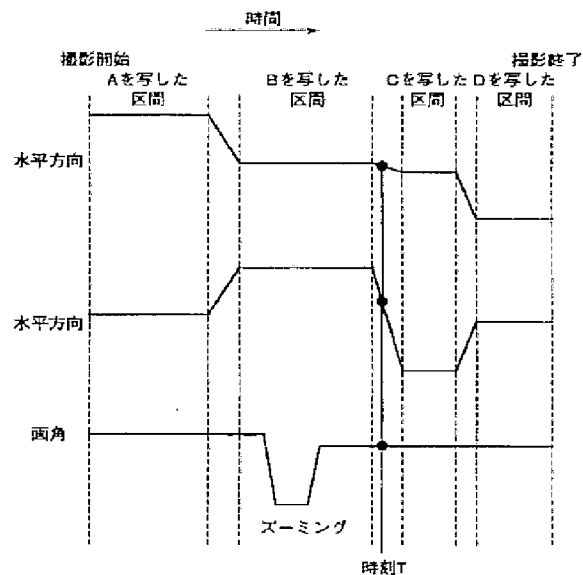 時間
撮影開始
撮影終了
Aを写した
区間
Bを写した
区間
Cを写した
区間
Dを写した
区間
水平方向
水平方向
画角
ズーミング
時刻T